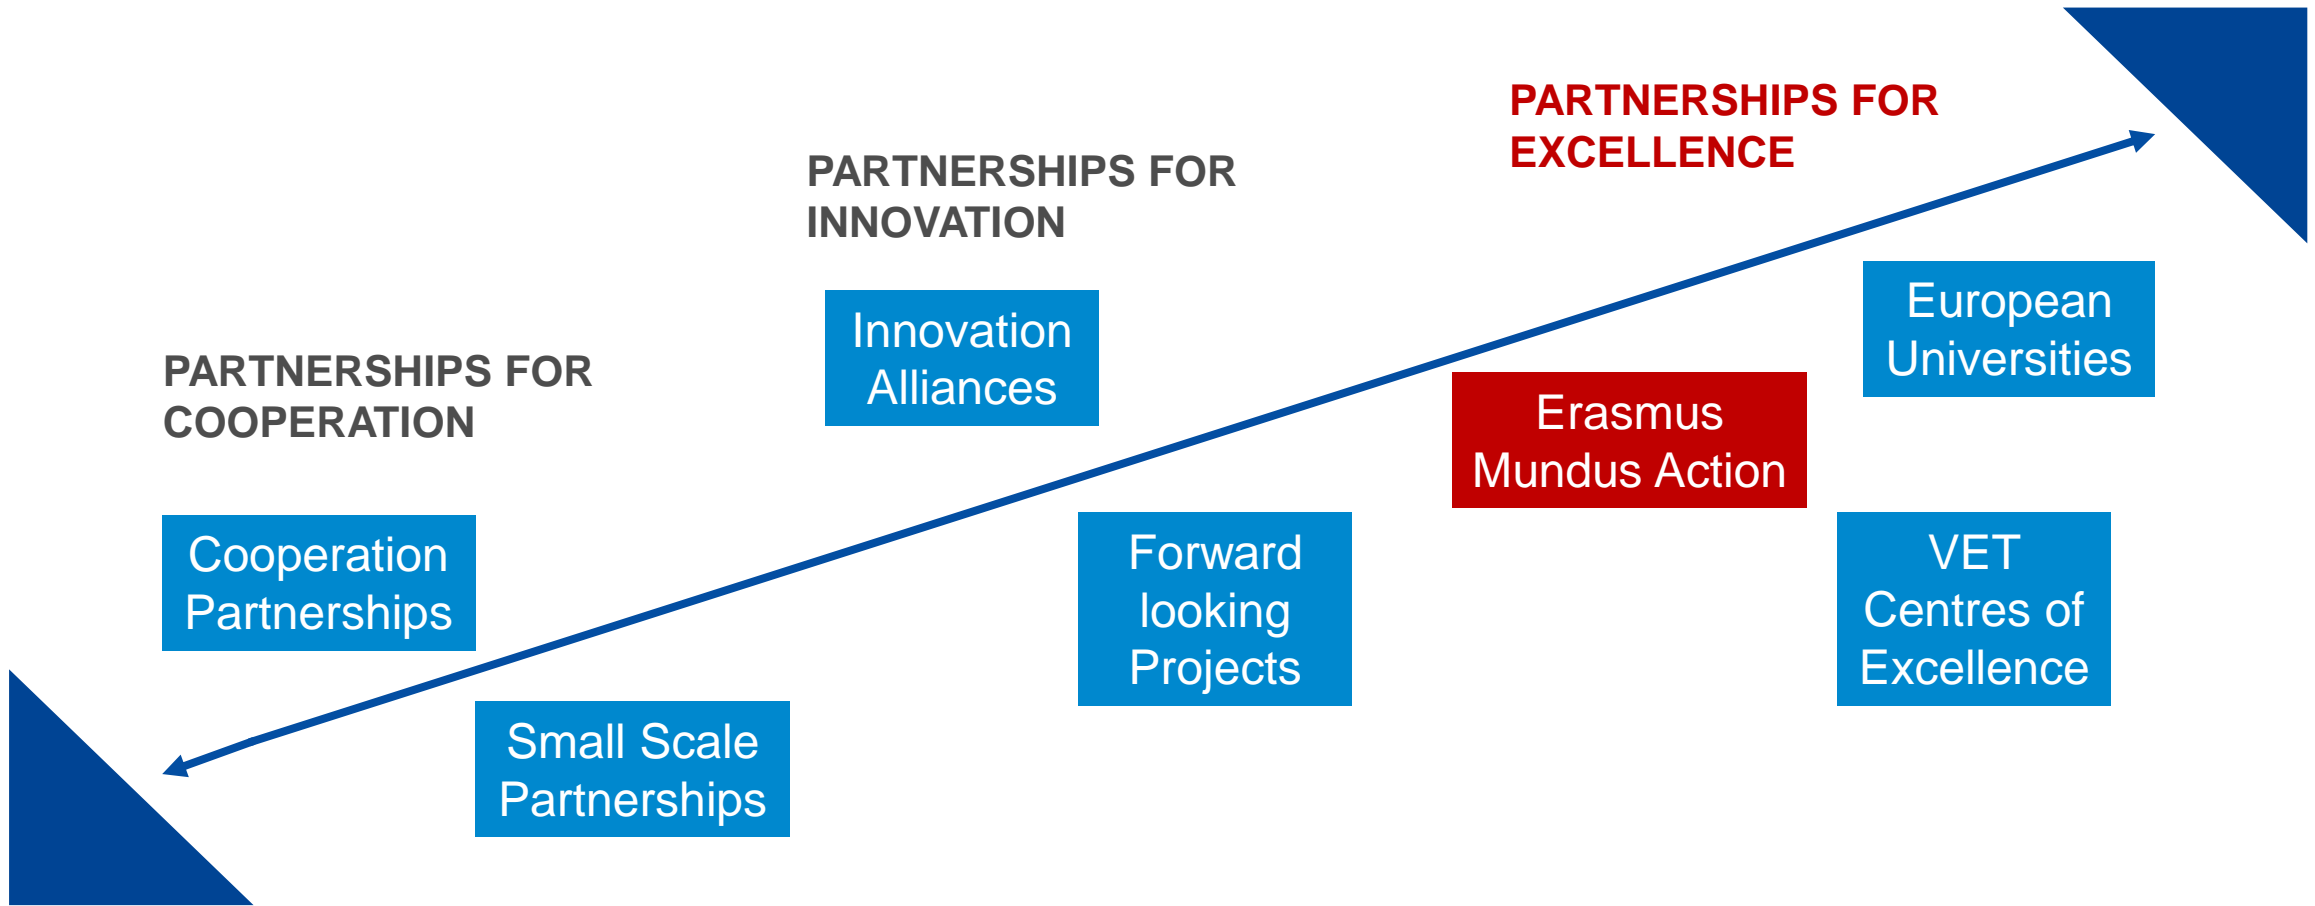 PARTNERSHIPS FOR
COOPERATION
Cooperation
Partnerships
Small Scale
Partnerships
PARTNERSHIPS FOR
INNOVATION
Innovation
Alliances
Forward
looking
Projects
PARTNERSHIPS FOR
EXCELLENCE
Erasmus
Mundus Action
European
Universities
VET
Centres of
Excellence